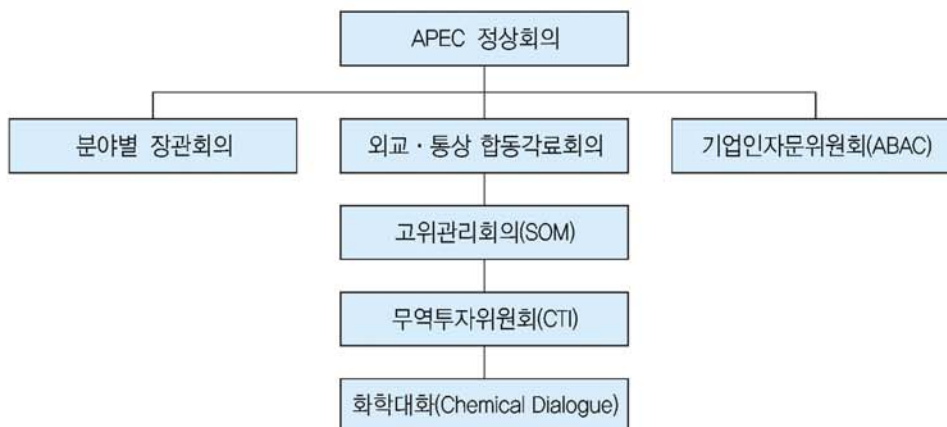 APEC 정상회의
분야별 장관회의
외교·통상 합동각료회의
기업인자문위원회(ABAC)
고위관리회의(SOM)
무역투자위원회(CTI)
화학대화(Chemical Dialogue)